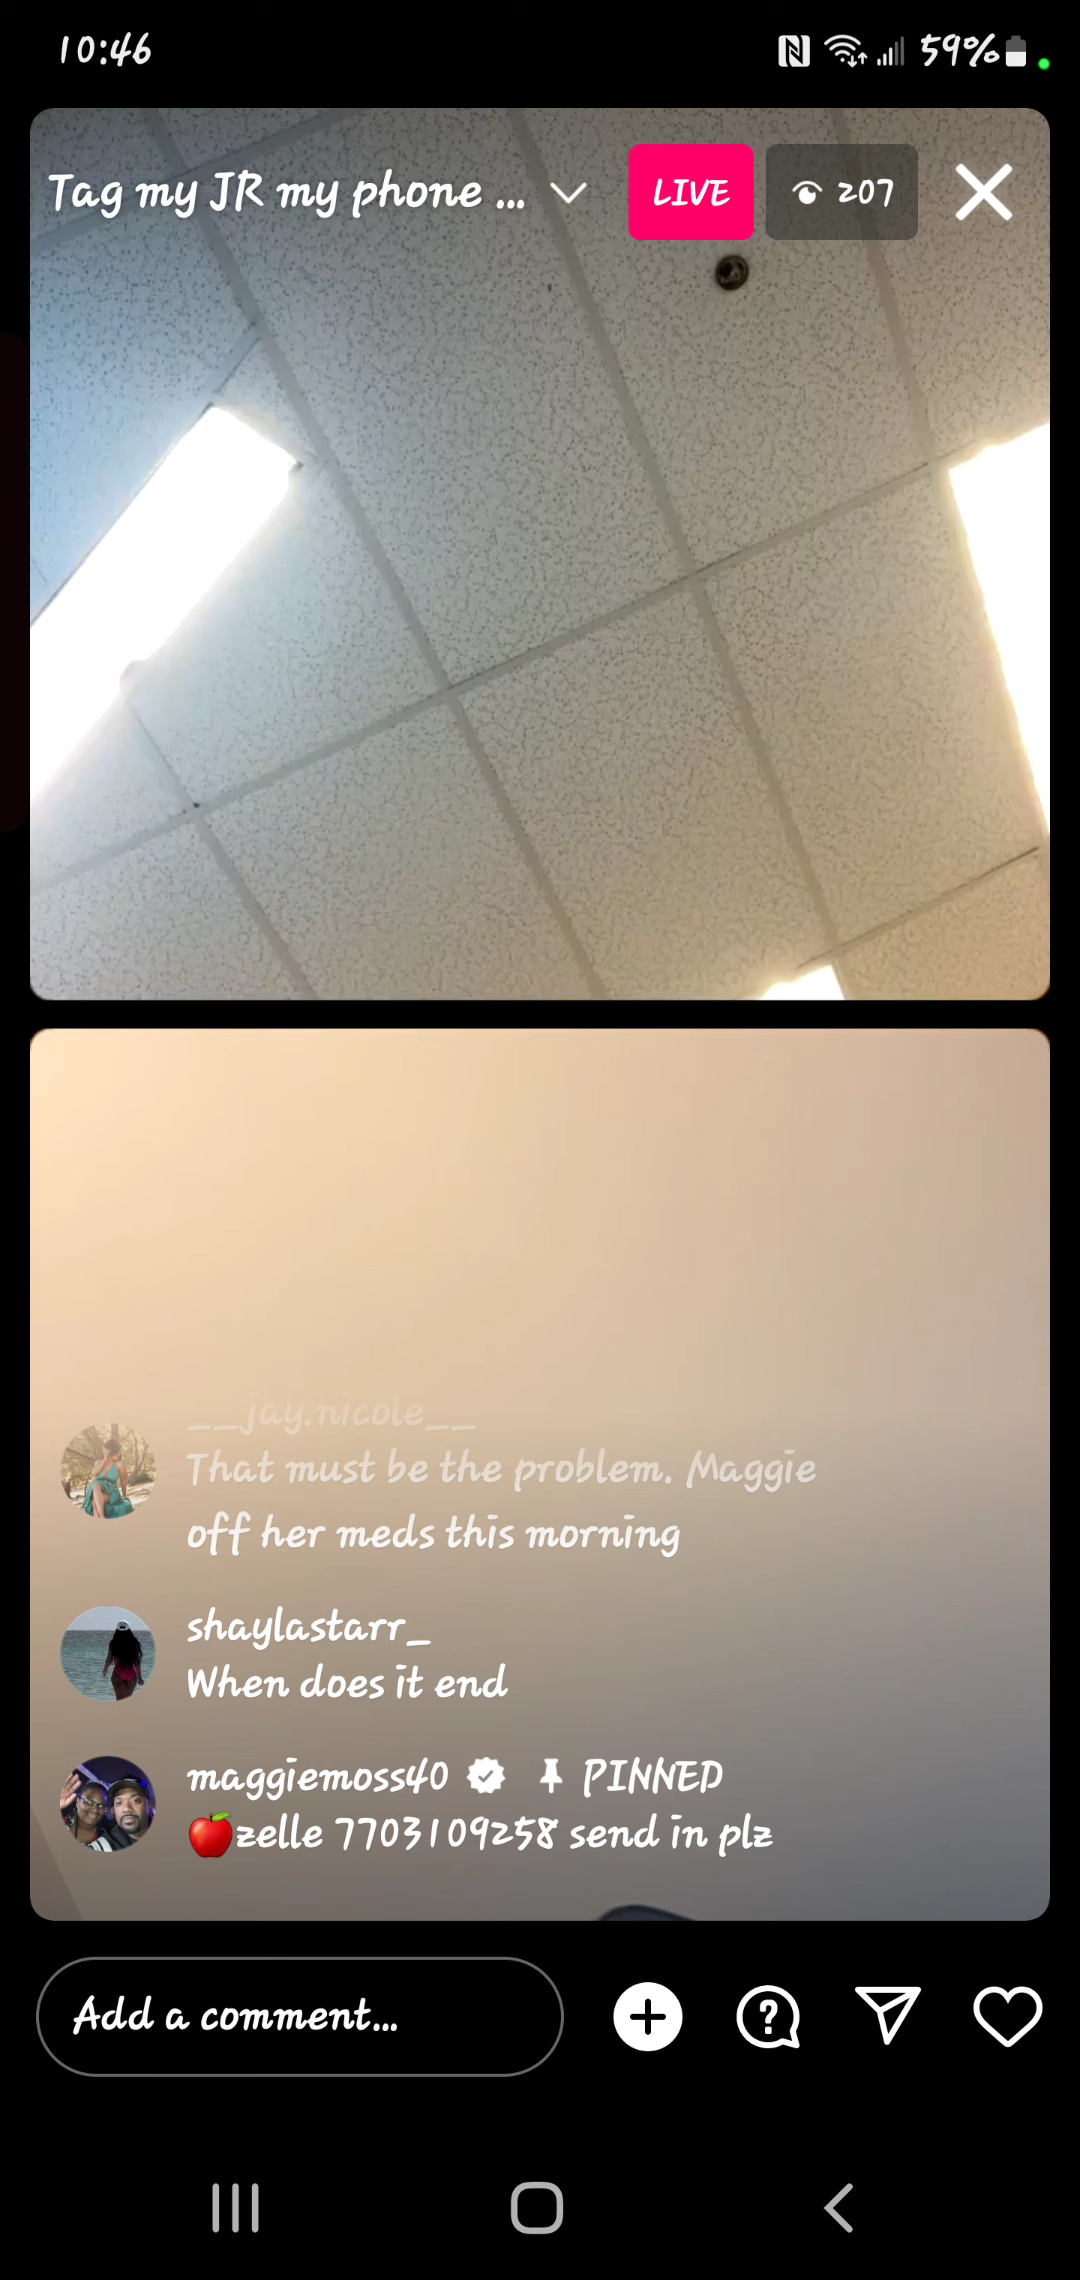 10:46
59%
Tag my JR my phone ...
LIVE
207
__jay.nicole__
That must be the problem. Maggie
off her meds this morning
shaylastarr_
When does it end
maggiemoss40 PINNED
🍎zelle 7703109258 send in plz
Add a comment...